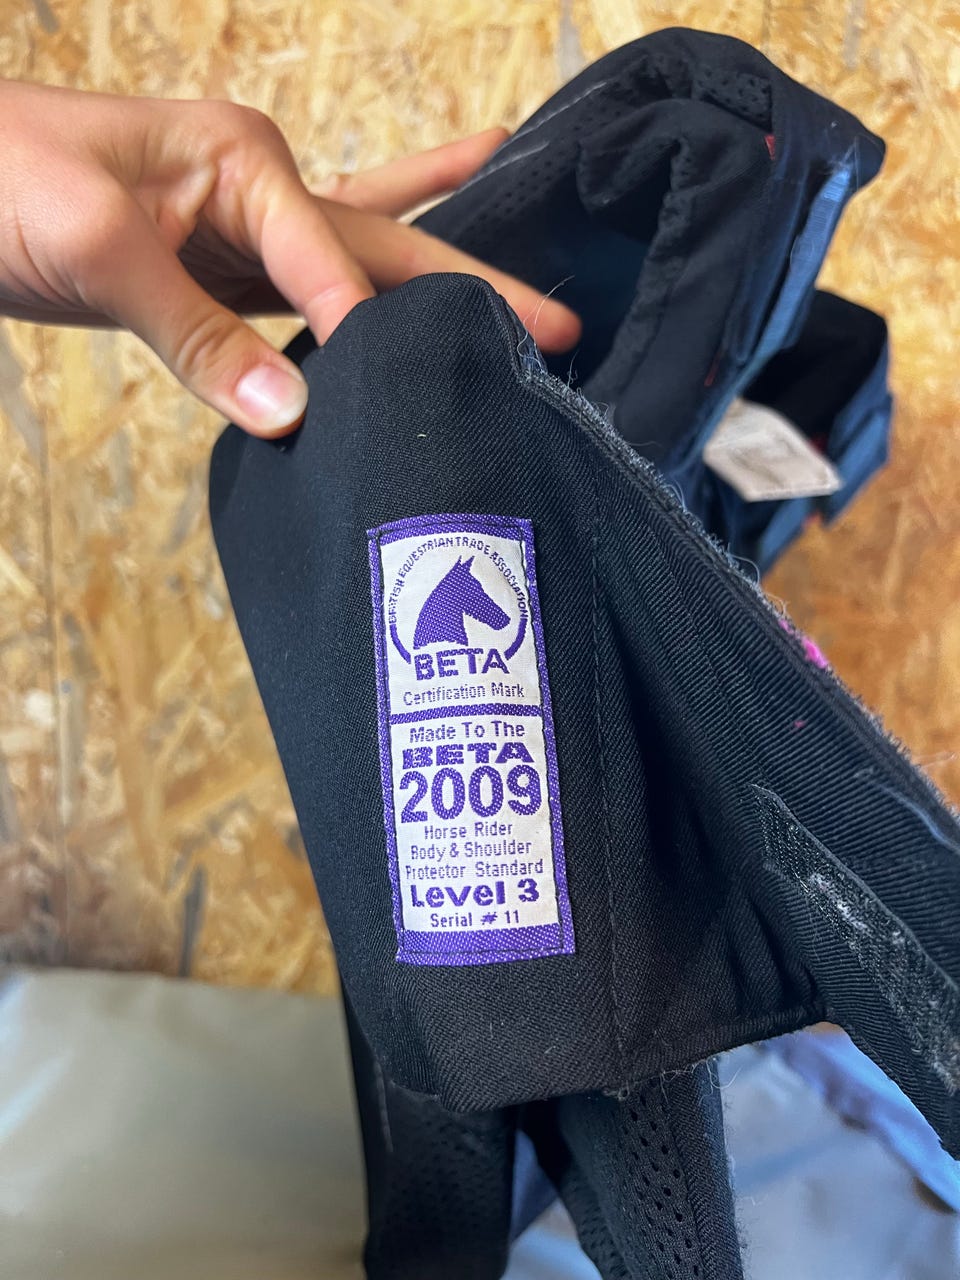 BRITISH EQUESTRIAN TRADE ASSOCIATION
BETA
Certification Mark
Made To The
BETA
2009
Horse Rider
Body & Shoulder
Protector Standard
Level 3
Serial # 11